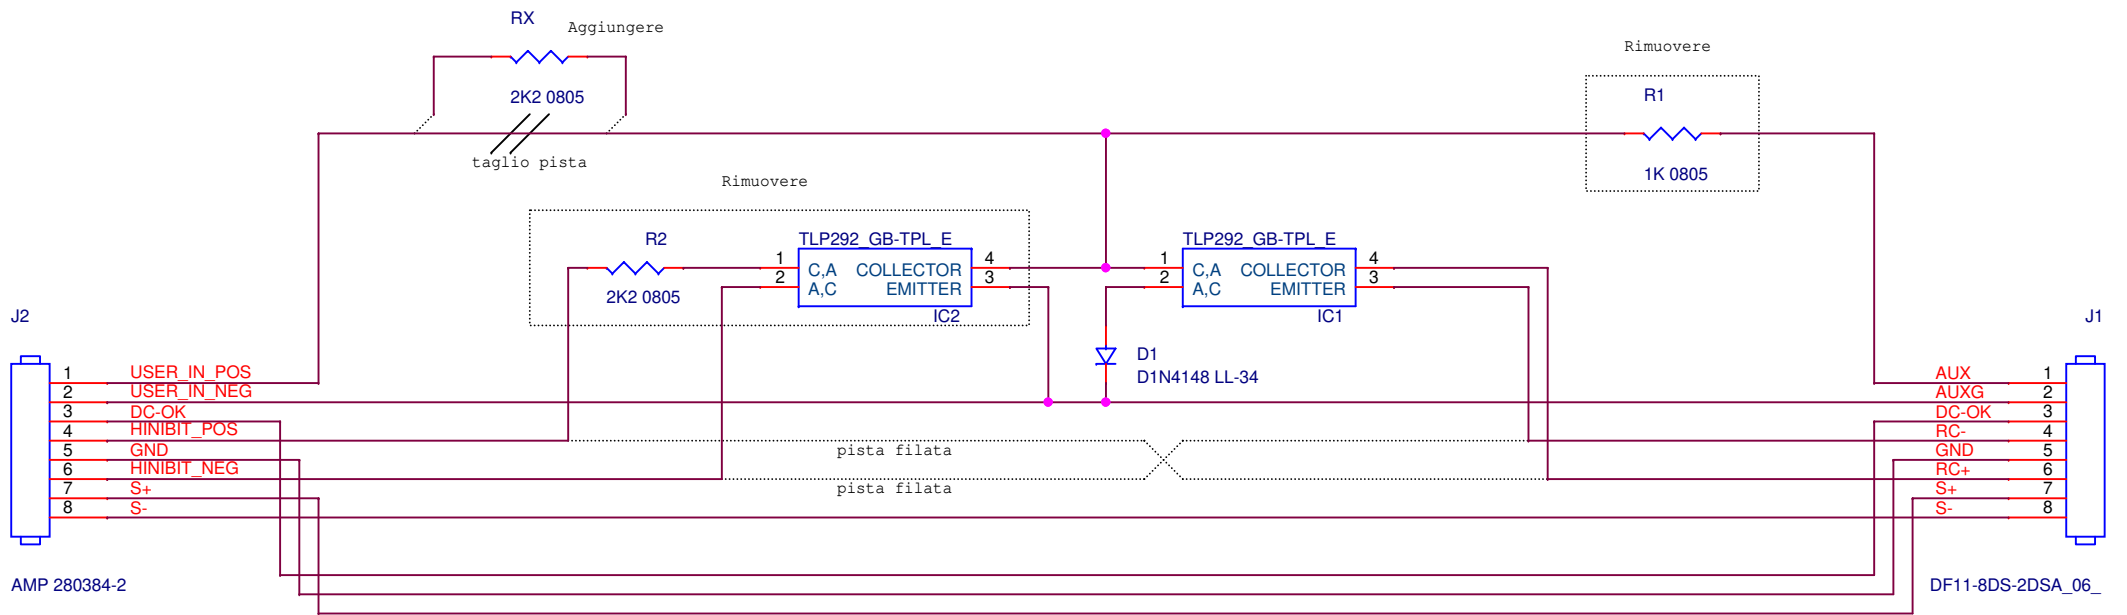 RX
Aggiungere
2K2 0805
taglio pista
Rimuovere
R1
1K 0805
Rimuovere
R2
2K2 0805
TLP292_GB-TPL_E
1 C,A COLLECTOR 4
2 A,C EMITTER 3
IC2
TLP292_GB-TPL_E
1 C,A COLLECTOR 4
2 A,C EMITTER 3
IC1
D1
D1N4148 LL-34
J2
1 USER_IN_POS
2 USER_IN_NEG
3 DC-OK
4 HINIBIT_POS
5 GND
6 HINIBIT_NEG
7 S+
8 S-
AMP 280384-2
pista filata
pista filata
J1
AUX 1
AUXG 2
DC-OK 3
RC- 4
GND 5
RC+ 6
S+ 7
S- 8
DF11-8DS-2DSA_06_